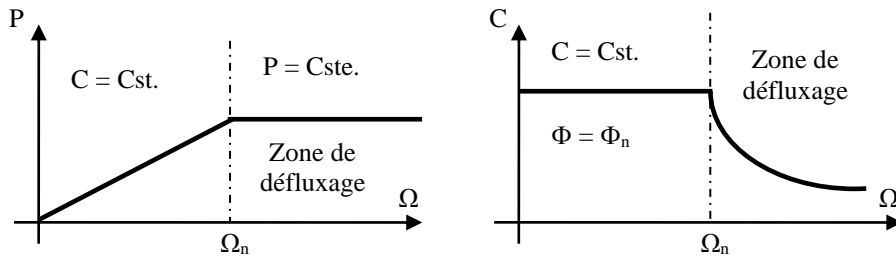 P
C = Cst.
P = Cste.
Zone de
défluxage
Ω
Ωn
C
C = Cst.
Zone de
défluxage
Φ = Φn
Ω
Ωn